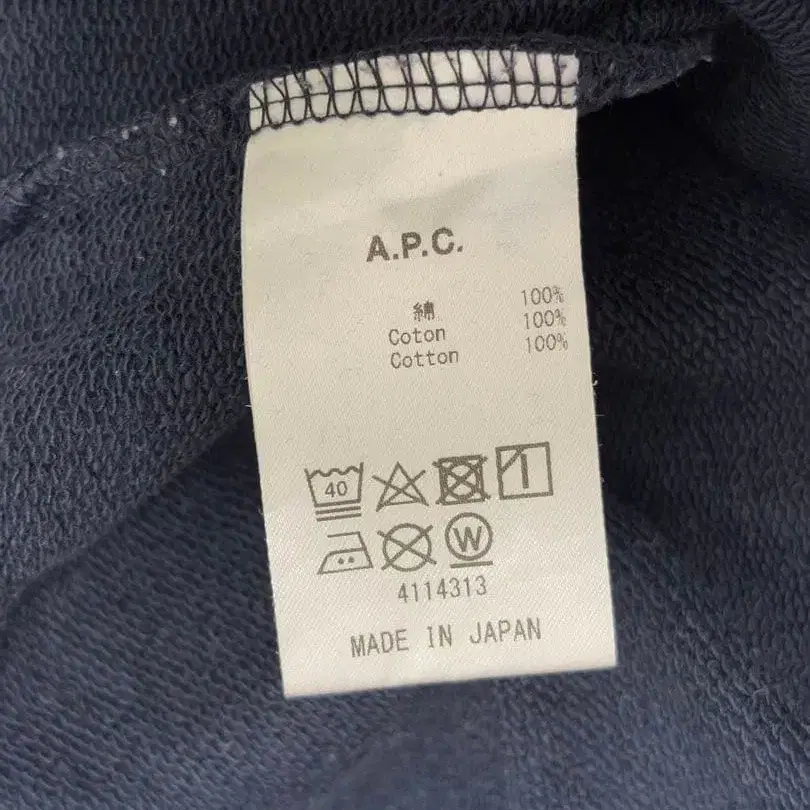 A.P.C.
綿 100%
Coton 100%
Cotton 100%
40
W
4114313
MADE IN JAPAN